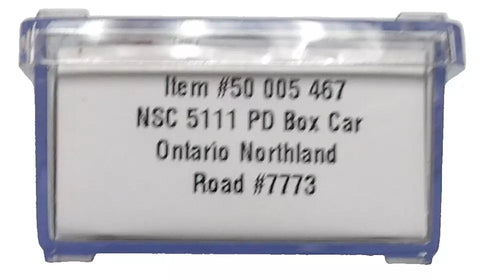 Item #50 005 467
NSC 5111 PD Box Car
Ontario Northland
Road #7773